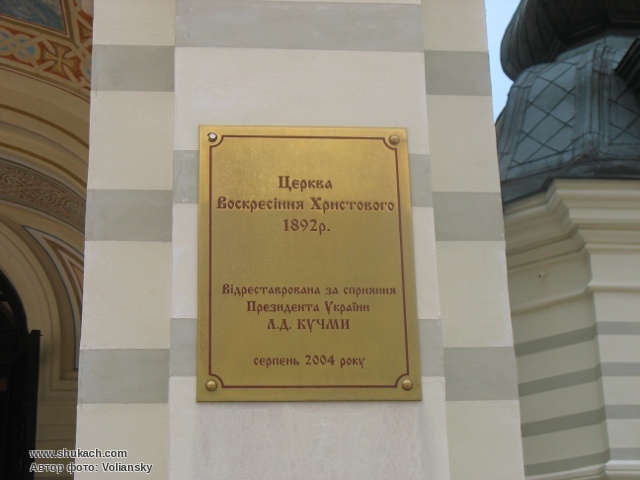 Церква
Воскресіння Христового
1892р.
Відреставрована за сприяння
Президента України
Л.Д. КУЧМИ
серпень 2004 року
www.shukach.com
Автор фото: Voliansky